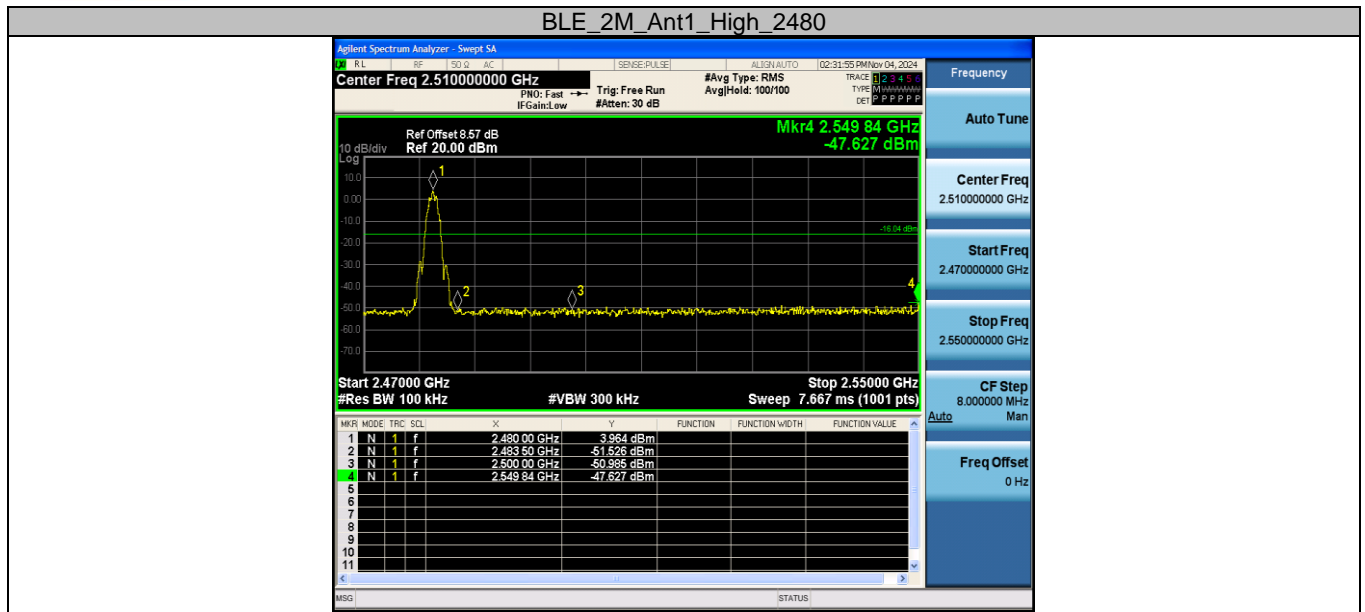 BLE_2M_Ant1_High_2480
Agilent Spectrum Analyzer - Swept SA
RL RF 50 Ω AC SENSE:PULSE ALIGN AUTO 02:31:55 PM Nov 04, 2024
Center Freq 2.510000000 GHz
PNO: Fast
IFGain:Low
Trig: Free Run
#Atten: 30 dB
#Avg Type: RMS
Avg|Hold: 100/100
TRACE 1 2 3 4 5 6
TYPE M
DET P P P P P P
Mkr4 2.549 84 GHz
-47.627 dBm
Ref Offset 8.57 dB
10 dB/div Ref 20.00 dBm
Log
10.0
0.00
-10.0
-20.0
-30.0
-40.0
-50.0
-60.0
-70.0
1
2
3
4
-16.04 dBm
Start 2.47000 GHz Stop 2.55000 GHz
#Res BW 100 kHz #VBW 300 kHz Sweep 7.667 ms (1001 pts)
MKR MODE TRC SCL X Y FUNCTION FUNCTION WIDTH FUNCTION VALUE
1 N 1 f 2.480 00 GHz 3.964 dBm
2 N 1 f 2.483 50 GHz -51.526 dBm
3 N 1 f 2.500 00 GHz -50.985 dBm
4 N 1 f 2.549 84 GHz -47.627 dBm
5
6
7
8
9
10
11
MSG STATUS
Frequency
Auto Tune
Center Freq
2.510000000 GHz
Start Freq
2.470000000 GHz
Stop Freq
2.550000000 GHz
CF Step
8.000000 MHz
Auto Man
Freq Offset
0 Hz